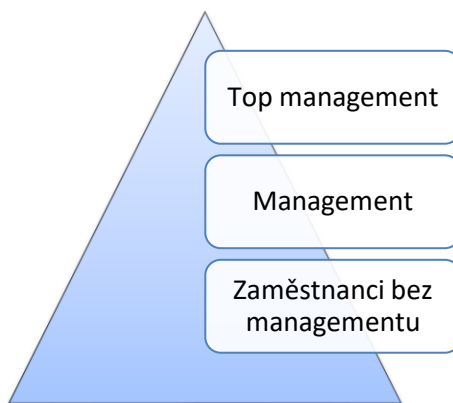 Top management
Management
Zaměstnanci bez
managementu